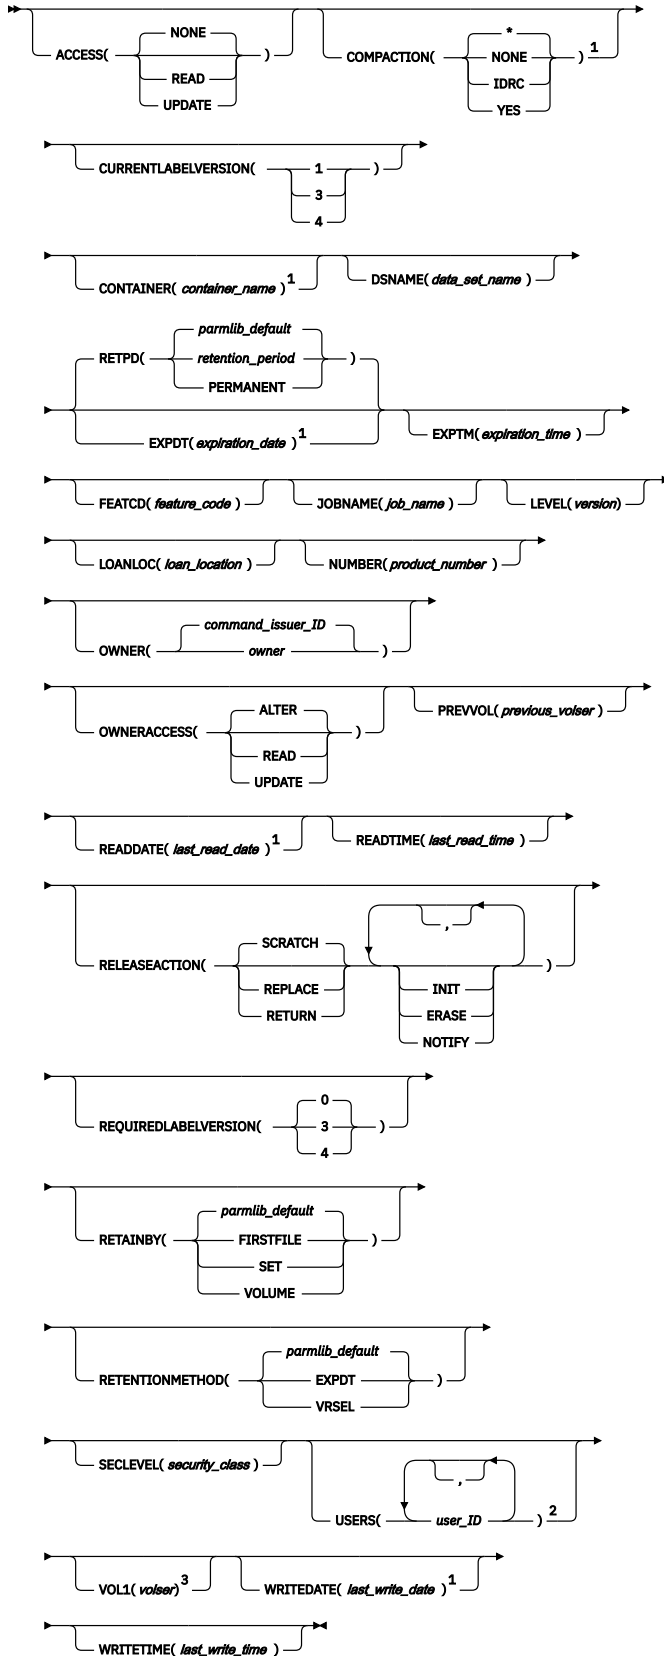 NONE
ACCESS( )
READ
UPDATE
*
COMPACTION( NONE ) 1
IDRC
YES
CURRENTLABELVERSION( 1 )
3
4
CONTAINER( container_name ) 1 DSNAME( data_set_name )
parmlib_default
RETPD( retention_period )
PERMANENT
EXPDT( expiration_date ) 1 EXPTM( expiration_time )
FEATCD( feature_code ) JOBNAME( job_name ) LEVEL( version)
LOANLOC( loan_location ) NUMBER( product_number )
command_issuer_ID
OWNER( owner )
ALTER
OWNERACCESS( )
READ
UPDATE
PREVVOL( previous_volser )
READDATE( last_read_date ) 1 READTIME( last_read_time )
,
SCRATCH
RELEASEACTION( )
REPLACE INIT
RETURN ERASE
NOTIFY
0
REQUIREDLABELVERSION( 3 )
4
parmlib_default
RETAINBY( FIRSTFILE )
SET
VOLUME
parmlib_default
RETENTIONMETHOD( EXPDT )
VRSEL
SECLEVEL( security_class )
,
USERS( user_ID ) 2
VOL1( volser) 3 WRITEDATE( last_write_date ) 1
WRITETIME( last_write_time )